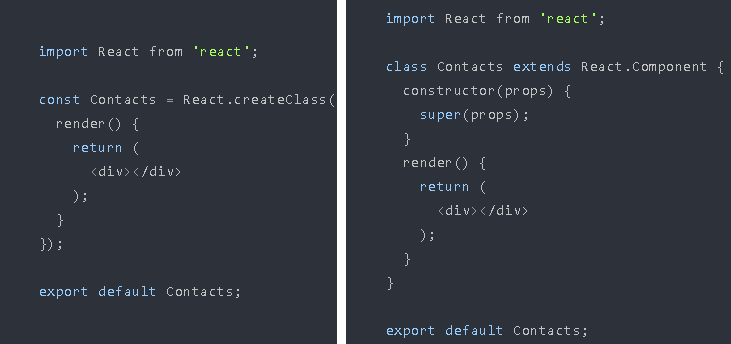 import React from 'react';
const Contacts = React.createClass(
render() {
return (
<div></div>
);
}
});
export default Contacts;
import React from 'react';
class Contacts extends React.Component {
constructor(props) {
super(props);
}
render() {
return (
<div></div>
);
}
}
export default Contacts;